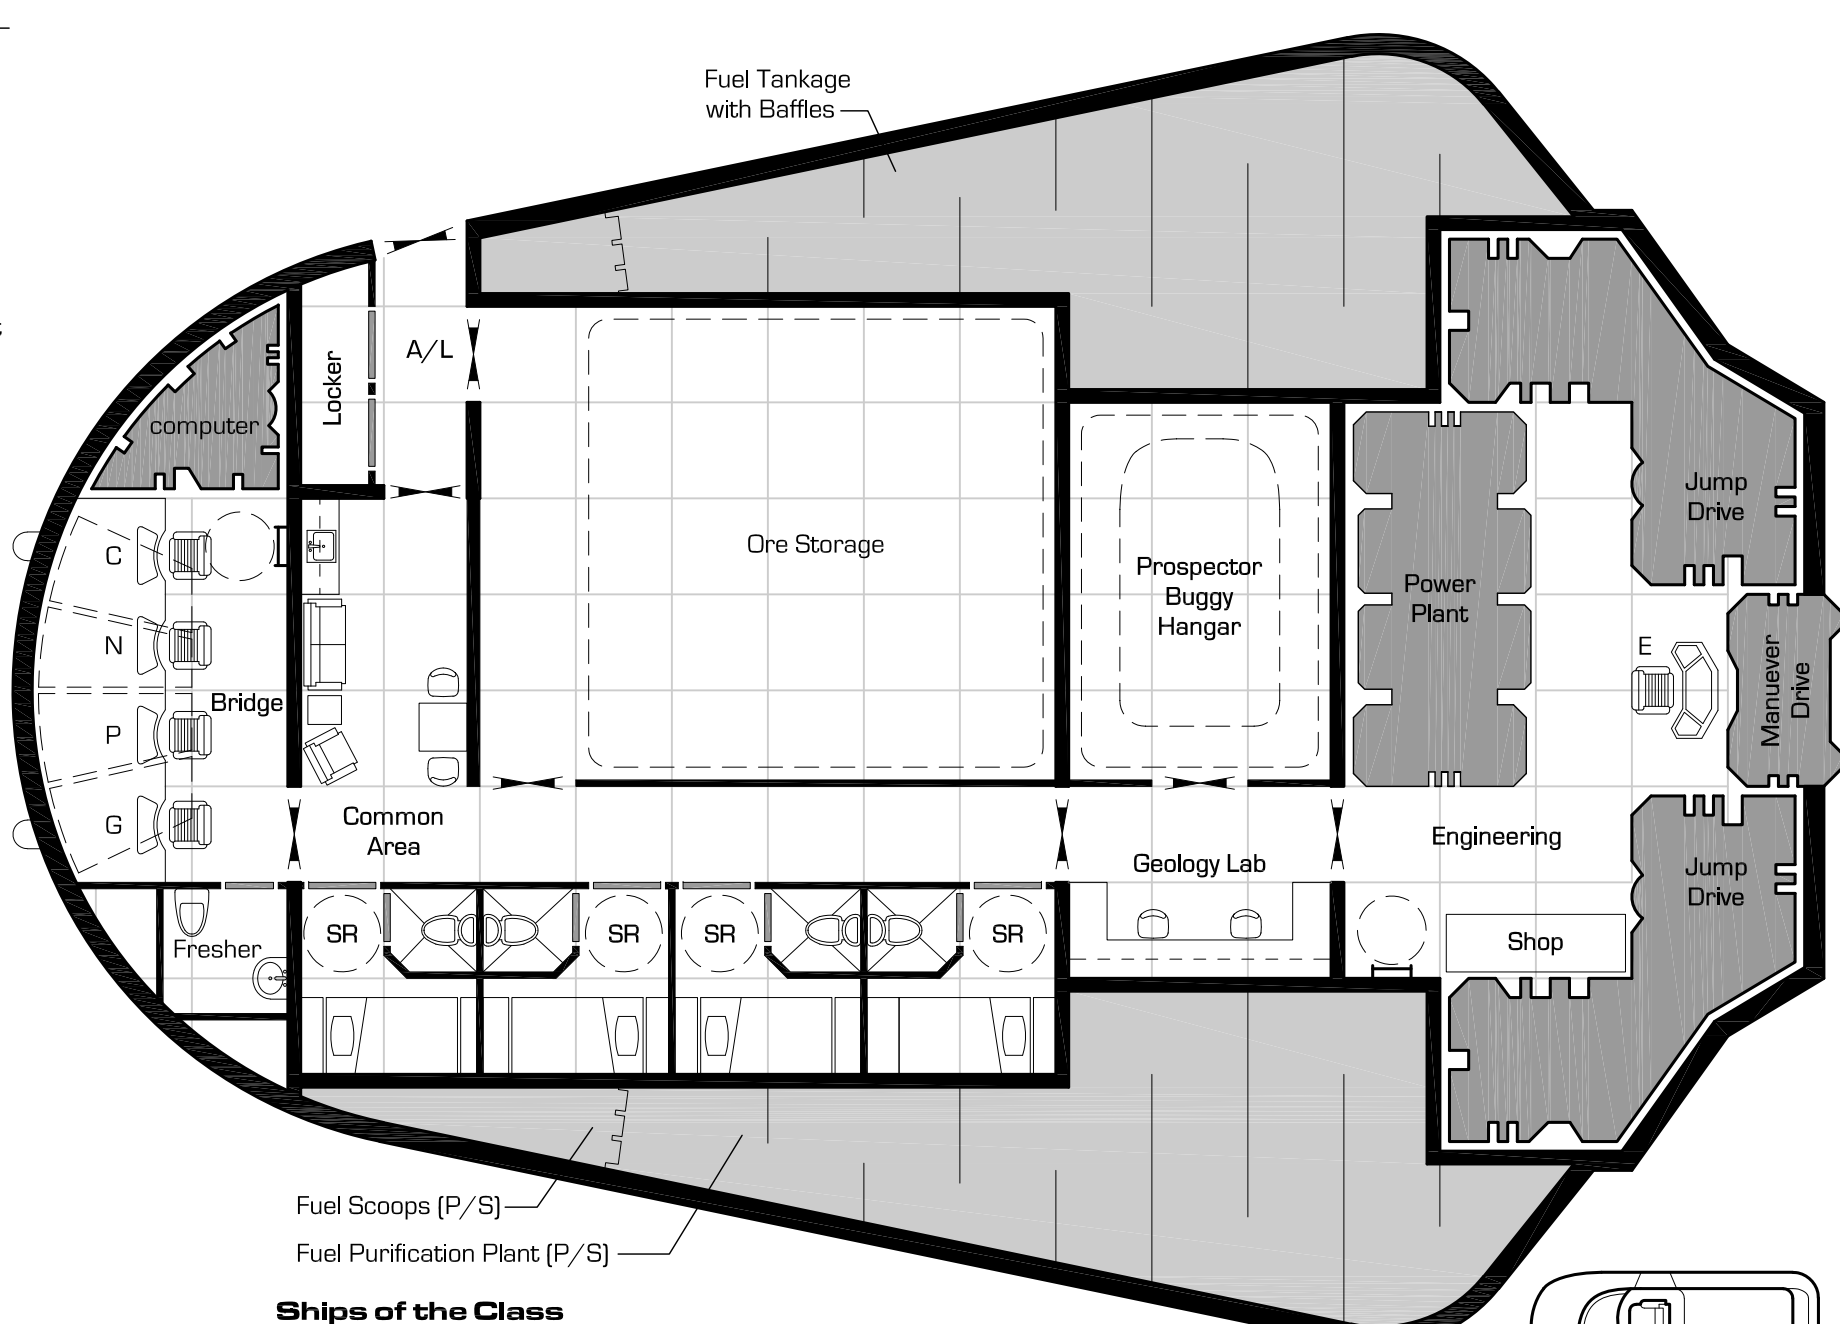 Fuel Tankage
with Baffles
A/L
Locker
computer
Jump
Drive
Ore Storage
C
Prospector
Buggy
Hangar
Power
Plant
N
E
Manuever
Drive
Bridge
P
G
Common
Area
Engineering
Geology Lab
Jump
Drive
SR
SR
SR
SR
Fresher
Shop
Fuel Scoops (P/S)
Fuel Purification Plant (P/S)
Ships of the Class